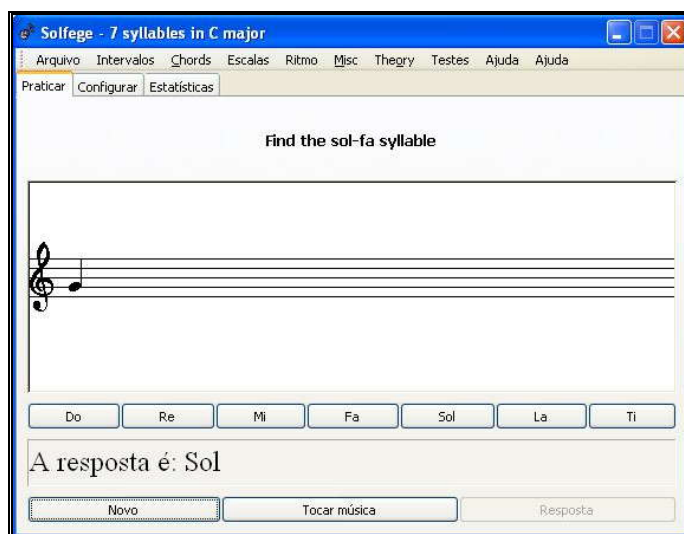 Solfege - 7 syllables in C major
Arquivo Intervalos Chords Escalas Ritmo Misc Theory Testes Ajuda Ajuda
Praticar Configurar Estatísticas
Find the sol-fa syllable
Do Re Mi Fa Sol La Ti
A resposta é: Sol
Novo Tocar música Resposta